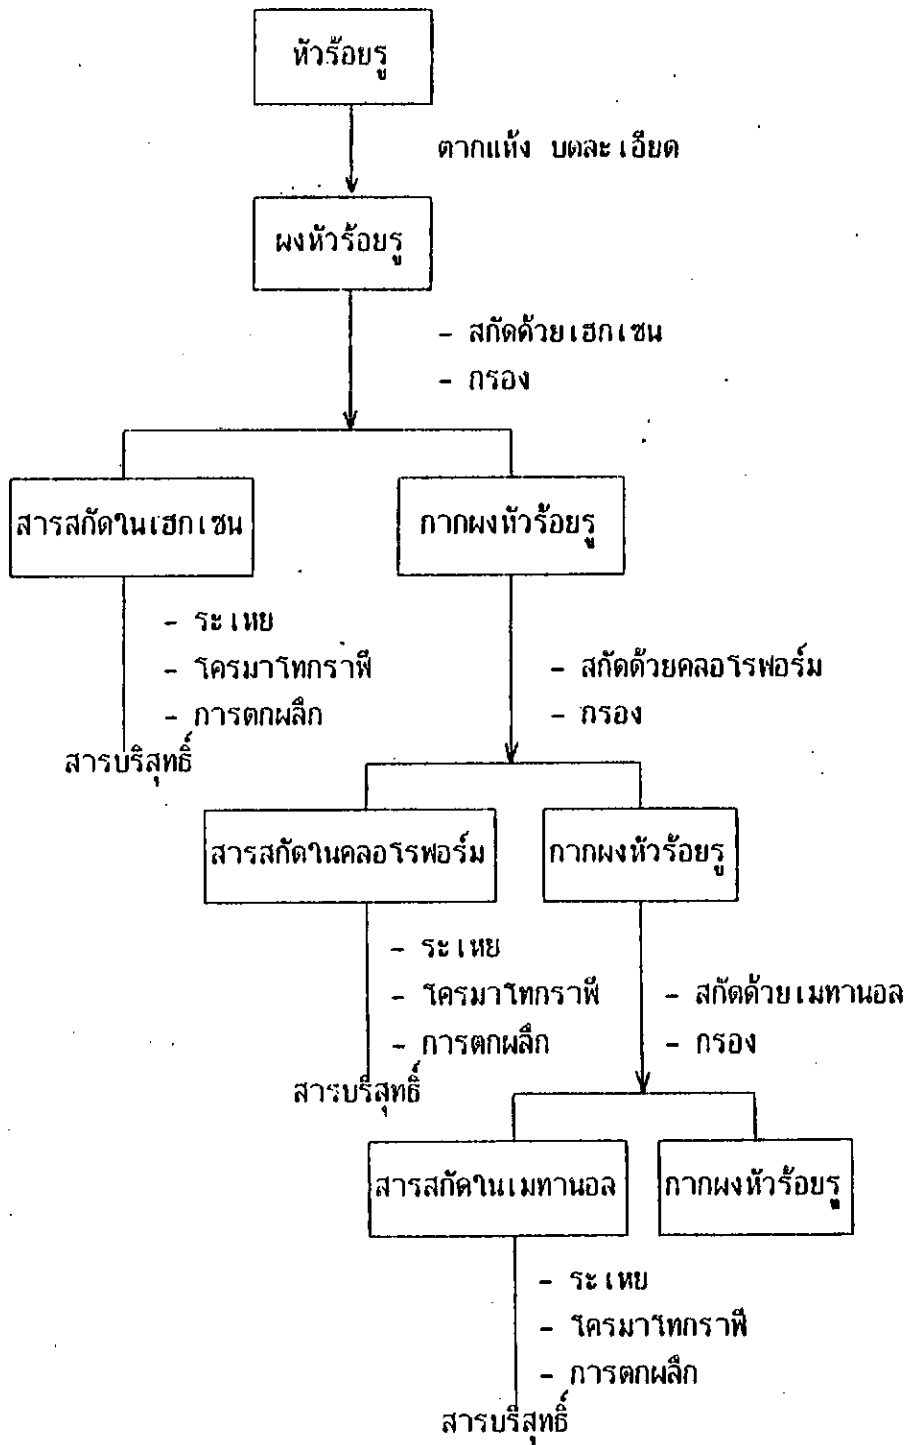 หัวร้อยรู
ตากแห้ง บดละเอียด
ผงหัวร้อยรู
- สกัดด้วยเฮกเซน
- กรอง
สารสกัดในเฮกเซน
กากผงหัวร้อยรู
- ระเหย
- โครมาโทกราฟี
- การตกผลึก
สารบริสุทธิ์
- สกัดด้วยคลอโรฟอร์ม
- กรอง
สารสกัดในคลอโรฟอร์ม
กากผงหัวร้อยรู
- ระเหย
- โครมาโทกราฟี
- การตกผลึก
สารบริสุทธิ์
- สกัดด้วยเมทานอล
- กรอง
สารสกัดในเมทานอล
กากผงหัวร้อยรู
- ระเหย
- โครมาโทกราฟี
- การตกผลึก
สารบริสุทธิ์